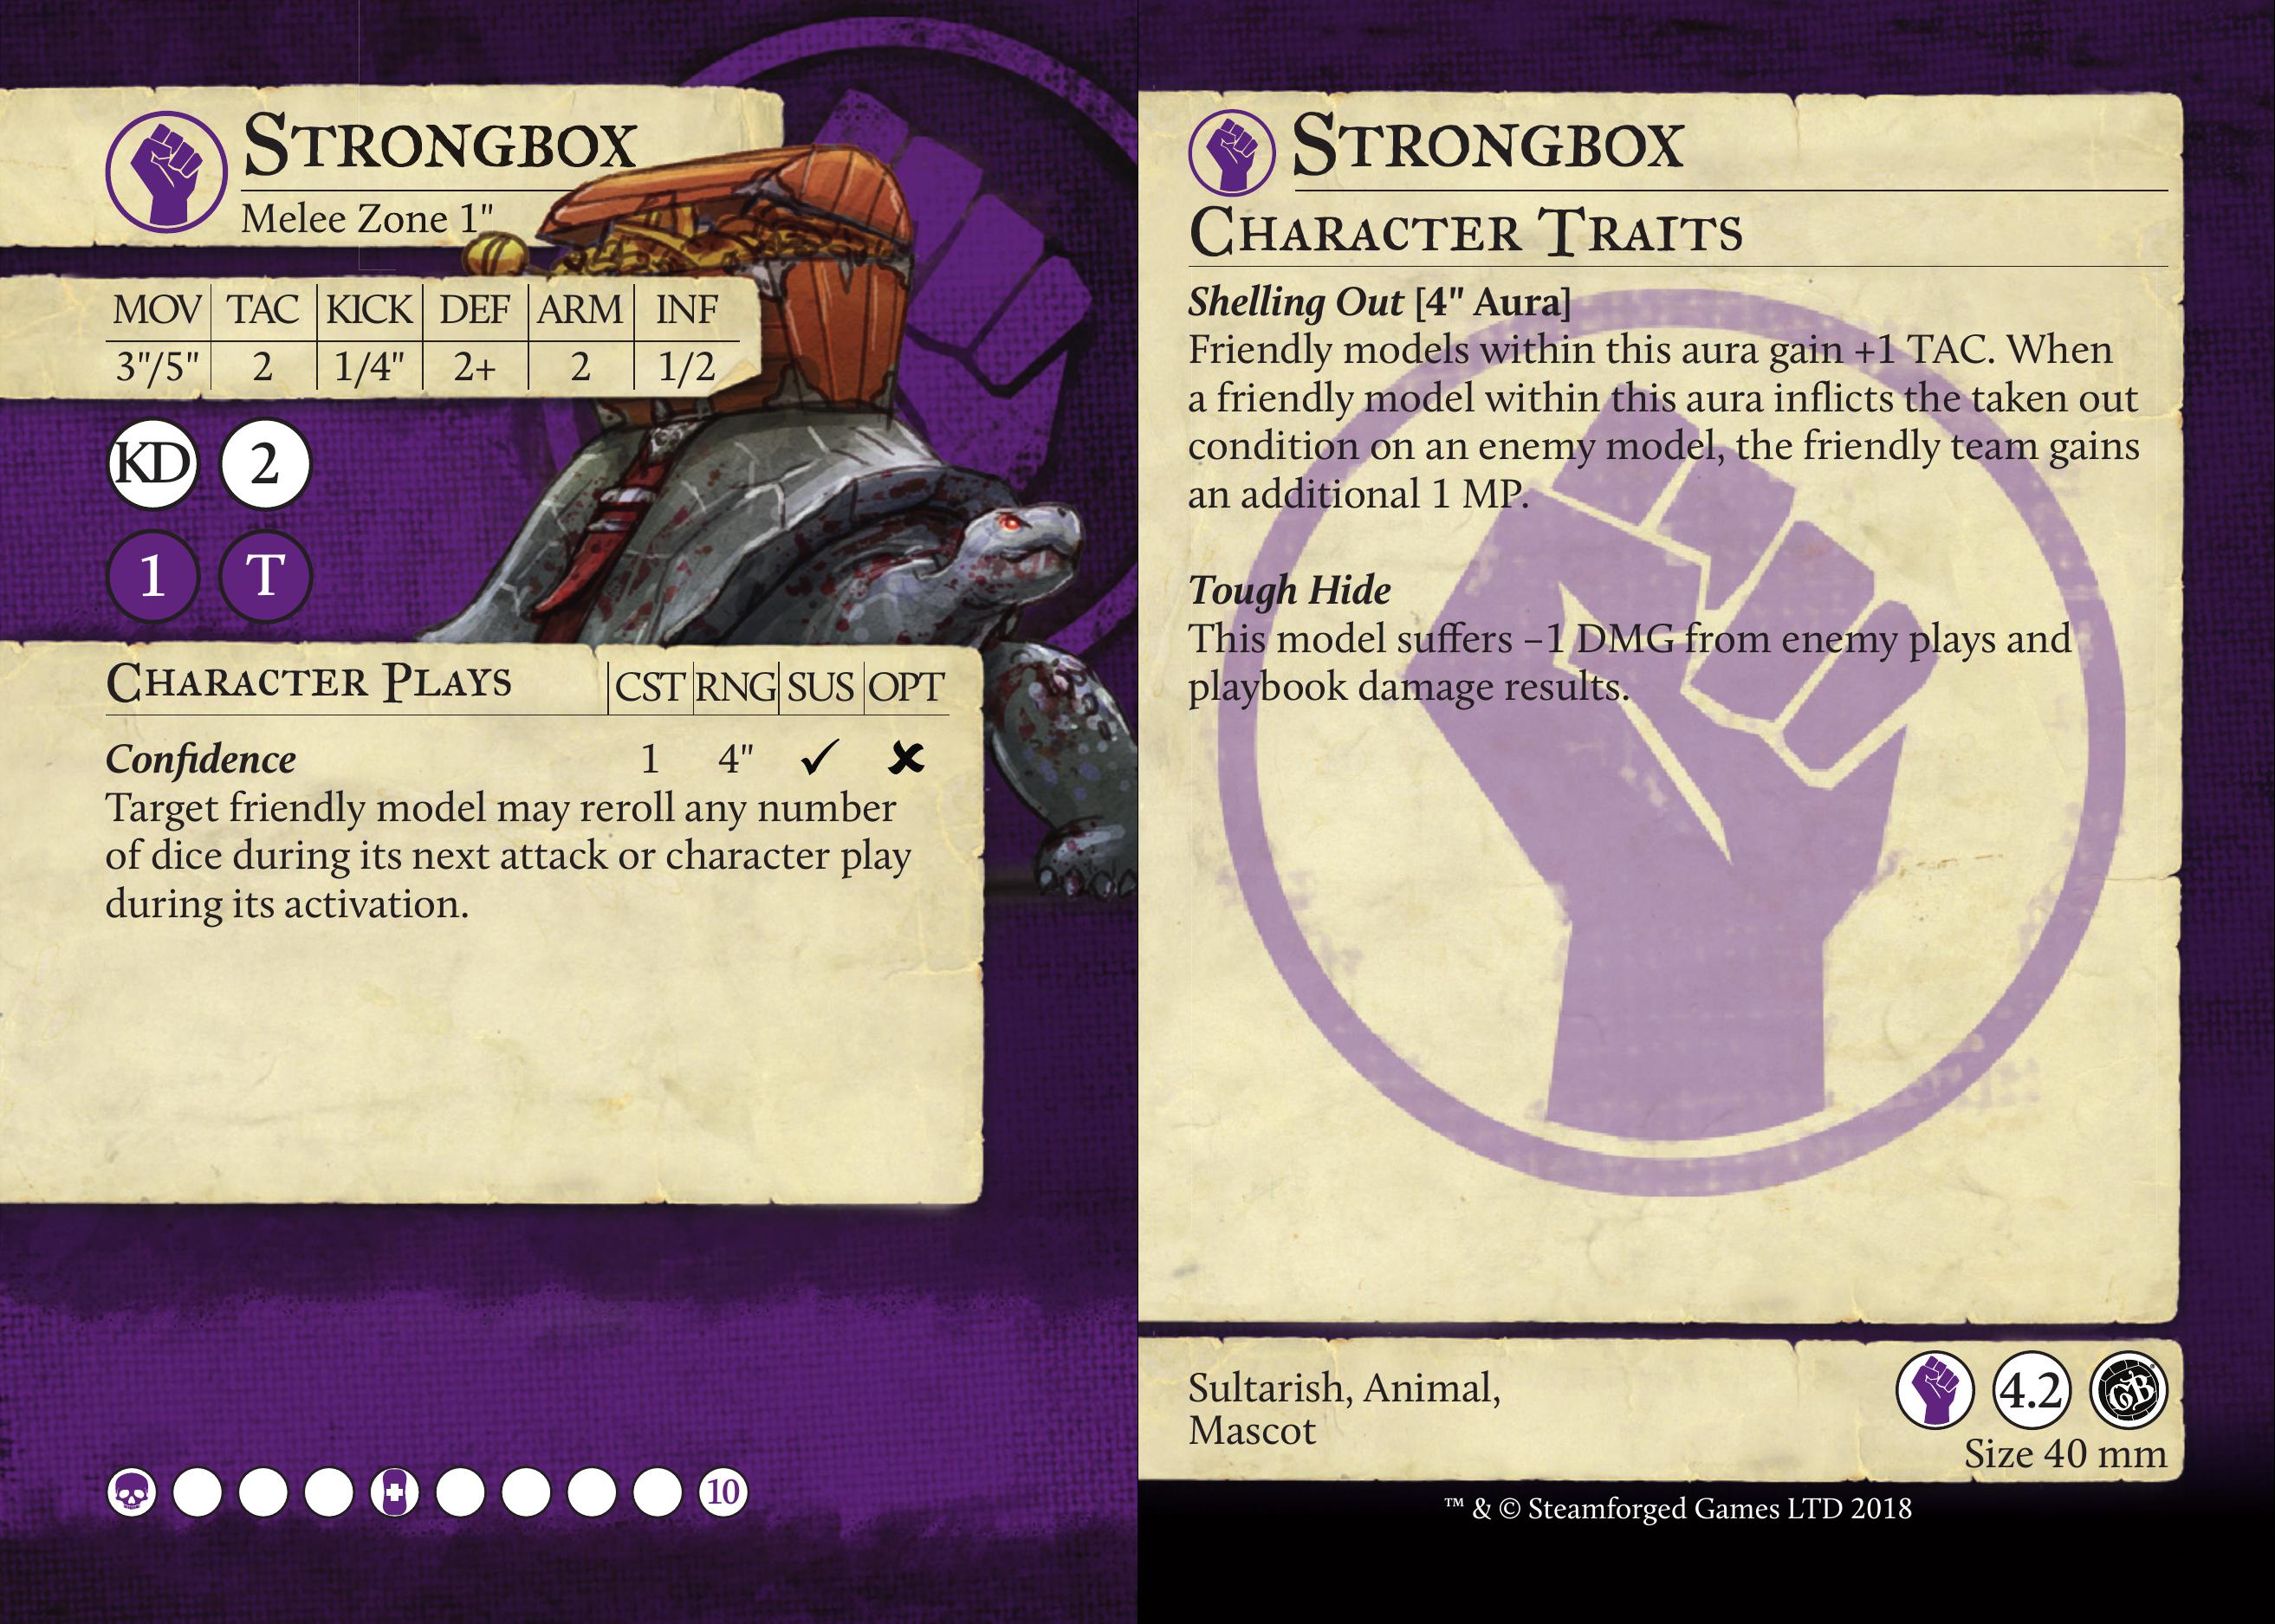 STRONGBOX
Melee Zone 1"
MOV TAC KICK DEF ARM INF
3"/5" 2 1/4" 2+ 2 1/2
KD 2
1 T
CHARACTER PLAYS CST RNG SUS OPT
Confidence 1 4" ✓ ✘
Target friendly model may reroll any number
of dice during its next attack or character play
during its activation.
10
STRONGBOX
CHARACTER TRAITS
Shelling Out [4" Aura]
Friendly models within this aura gain +1 TAC. When
a friendly model within this aura inflicts the taken out
condition on an enemy model, the friendly team gains
an additional 1 MP.
Tough Hide
This model suffers –1 DMG from enemy plays and
playbook damage results.
Sultarish, Animal,
Mascot
4.2 GB
Size 40 mm
™ & © Steamforged Games LTD 2018